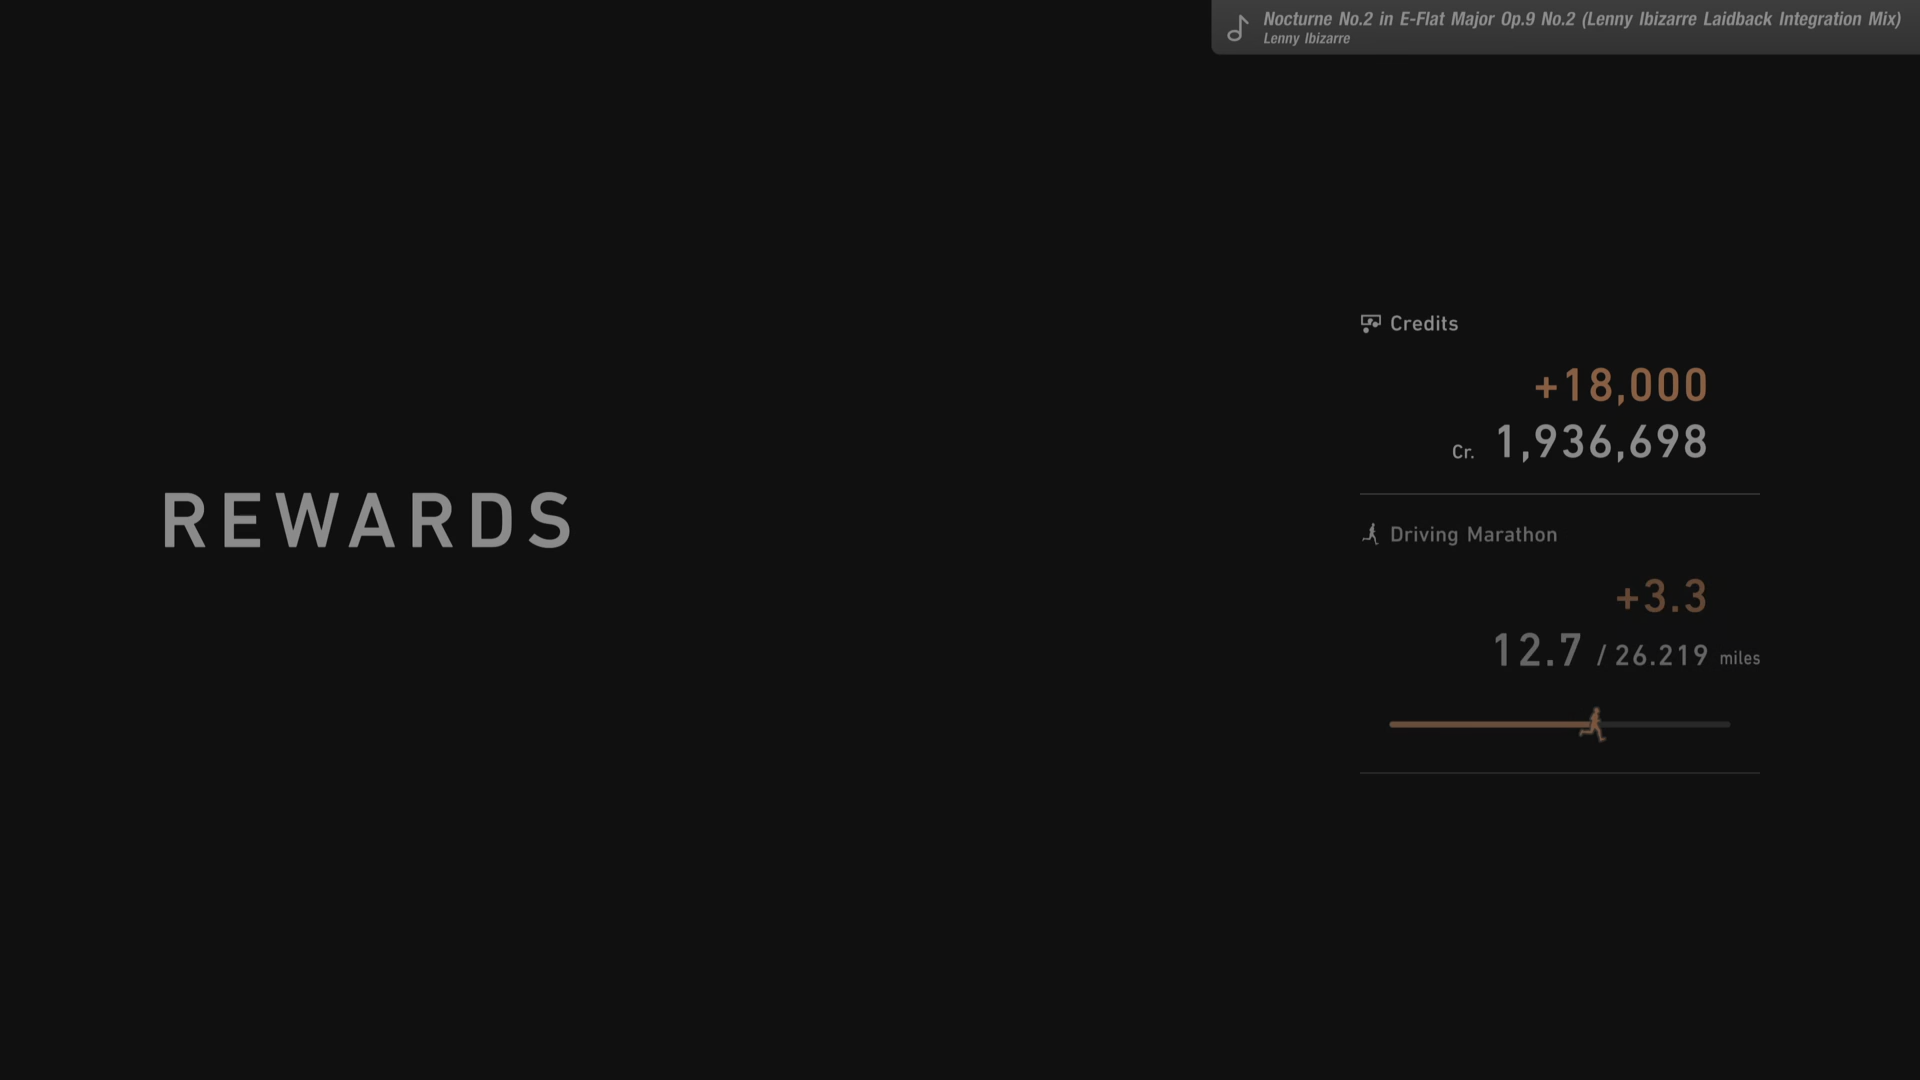 Nocturne No.2 in E-Flat Major Op.9 No.2 (Lenny Ibizarre Laidback Integration Mix)
Lenny Ibizarre
REWARDS
Credits
+18,000
Cr. 1,936,698
Driving Marathon
+3.3
12.7 / 26.219 miles